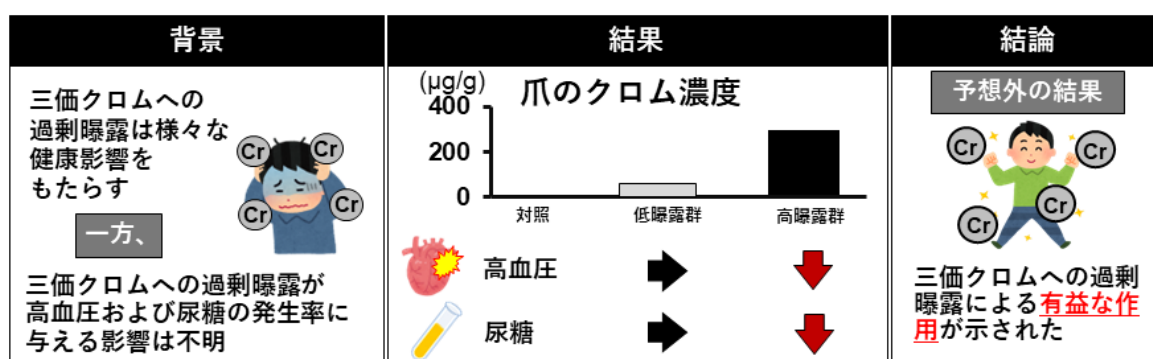 背景
三価クロムへの
過剰曝露は様々な
健康影響を
もたらす
Cr
Cr
Cr
Cr
一方、
三価クロムへの過剰曝露が
高血圧および尿糖の発生率に
与える影響は不明
結果
(μg/g)
爪のクロム濃度
400
200
0
対照
低曝露群
高曝露群
高血圧
尿糖
結論
予想外の結果
Cr
Cr
Cr
Cr
三価クロムへの過剰
曝露による有益な作
用が示された